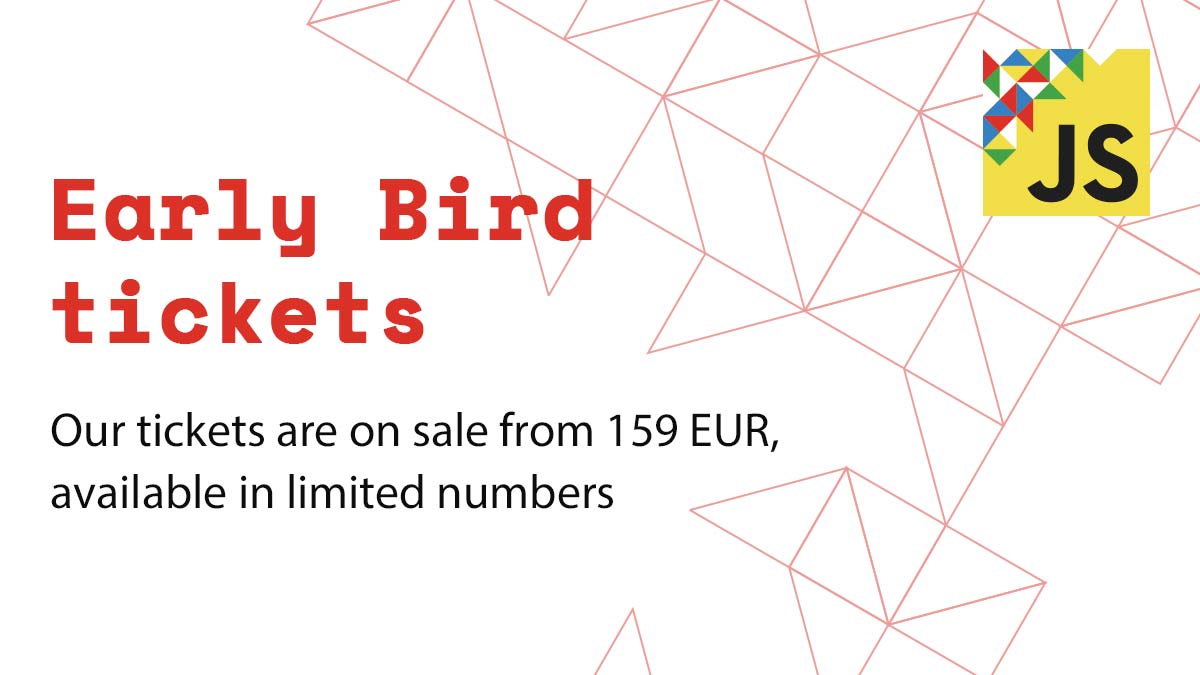 JS
Early Bird
tickets
Our tickets are on sale from 159 EUR,
available in limited numbers